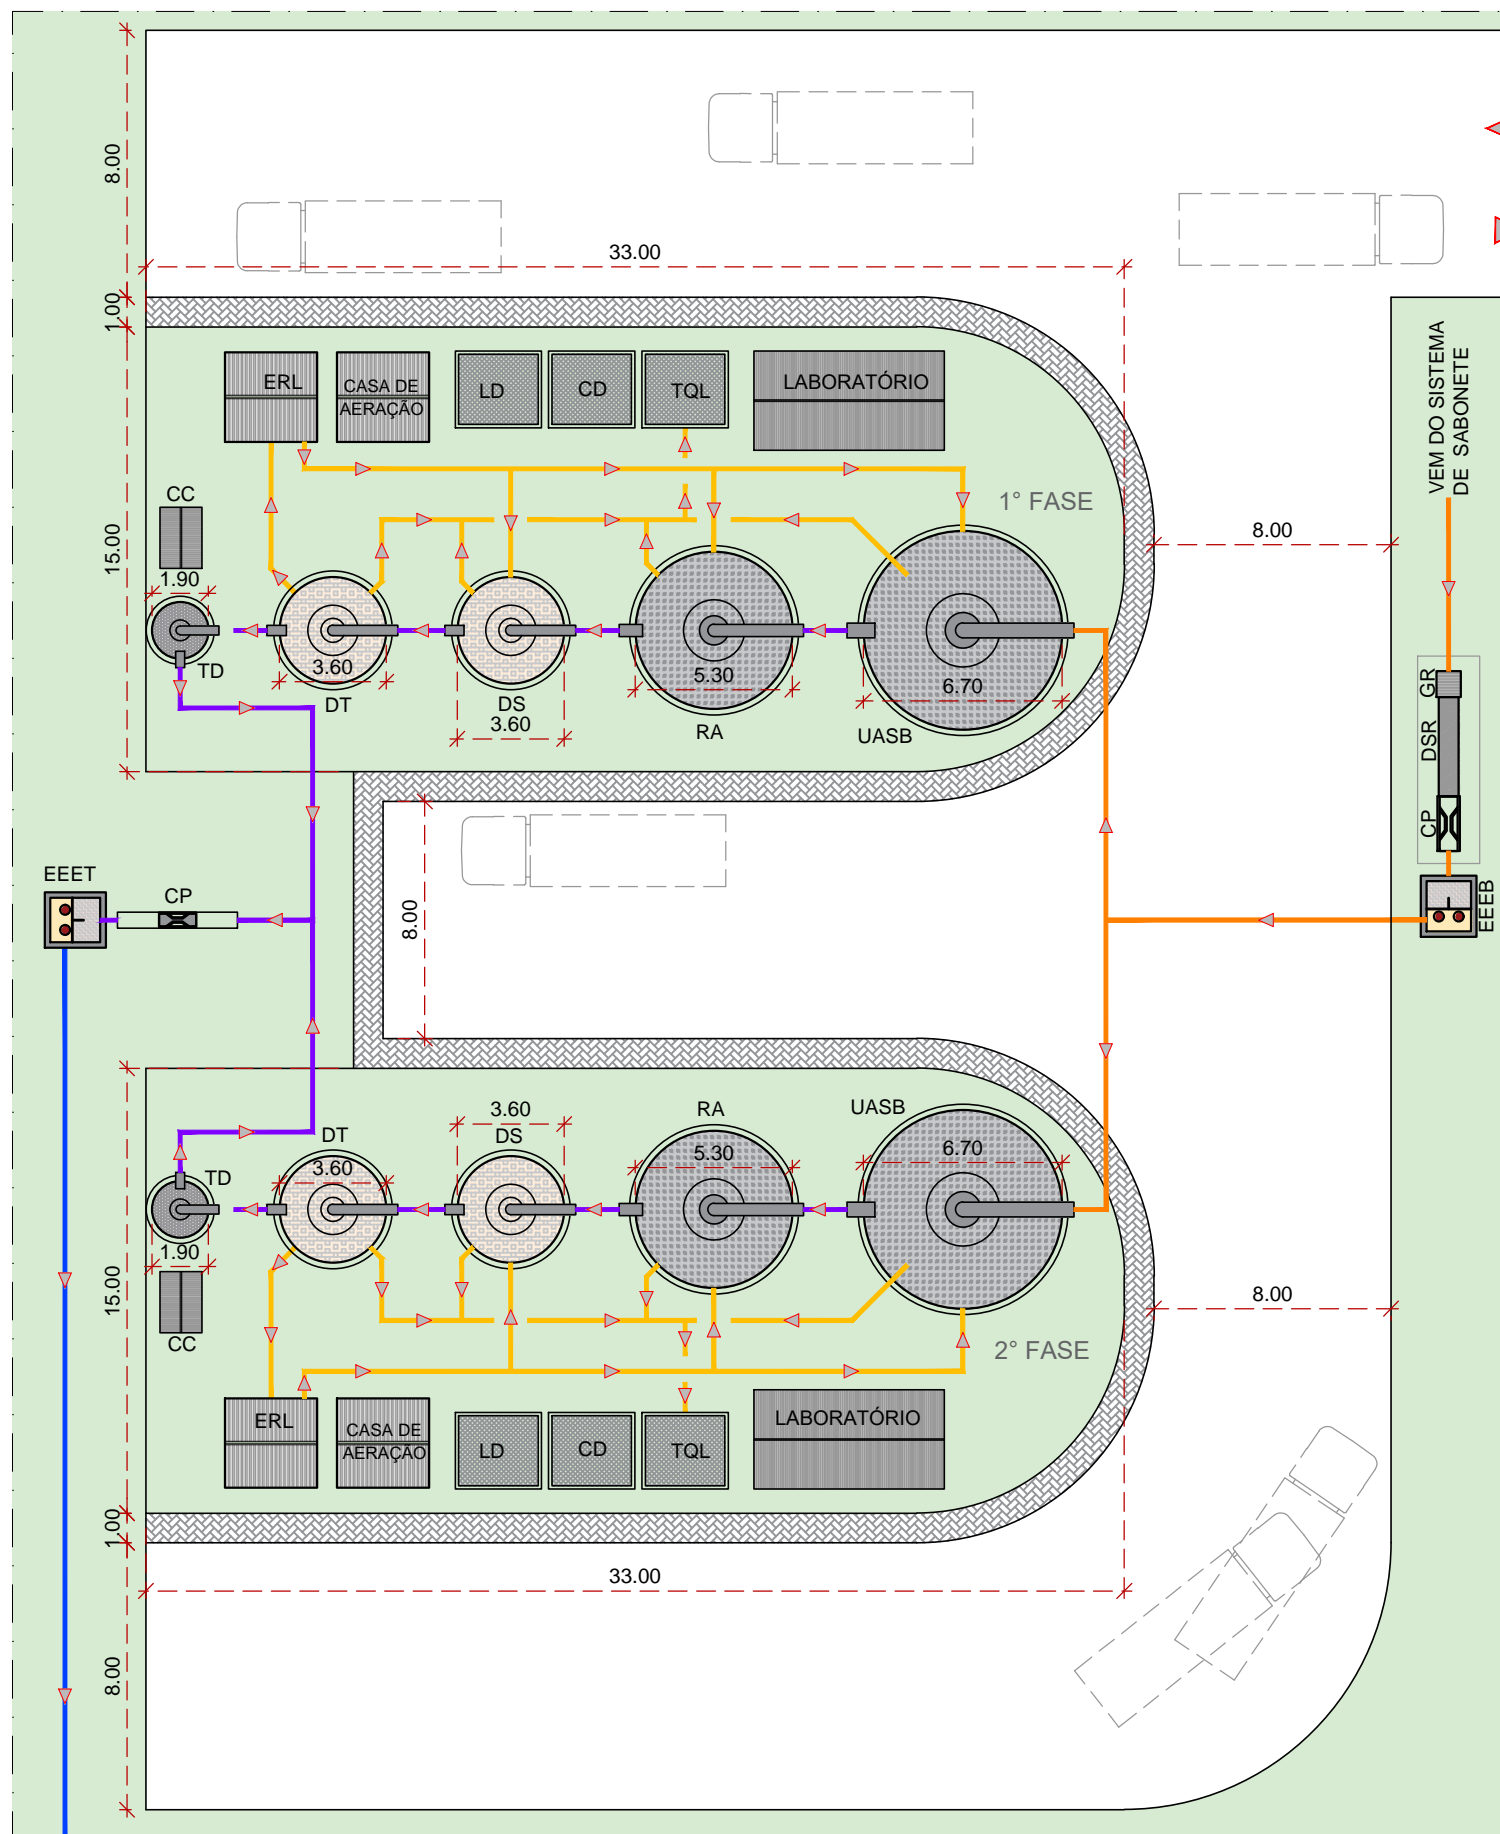 8.00
33.00
1.00
VEM DO SISTEMA
DE SABONETE
ERL
CASA DE
AERAÇÃO
LD
CD
TQL
LABORATÓRIO
CC
1° FASE
15.00
8.00
1.90
TD
3.60
DT
DS
3.60
5.30
RA
6.70
UASB
GR
DSR
CP
EEEB
EEET
CP
8.00
3.60
DS
RA
UASB
DT
3.60
5.30
6.70
TD
1.90
CC
15.00
8.00
2° FASE
ERL
CASA DE
AERAÇÃO
LD
CD
TQL
LABORATÓRIO
1.00
33.00
8.00